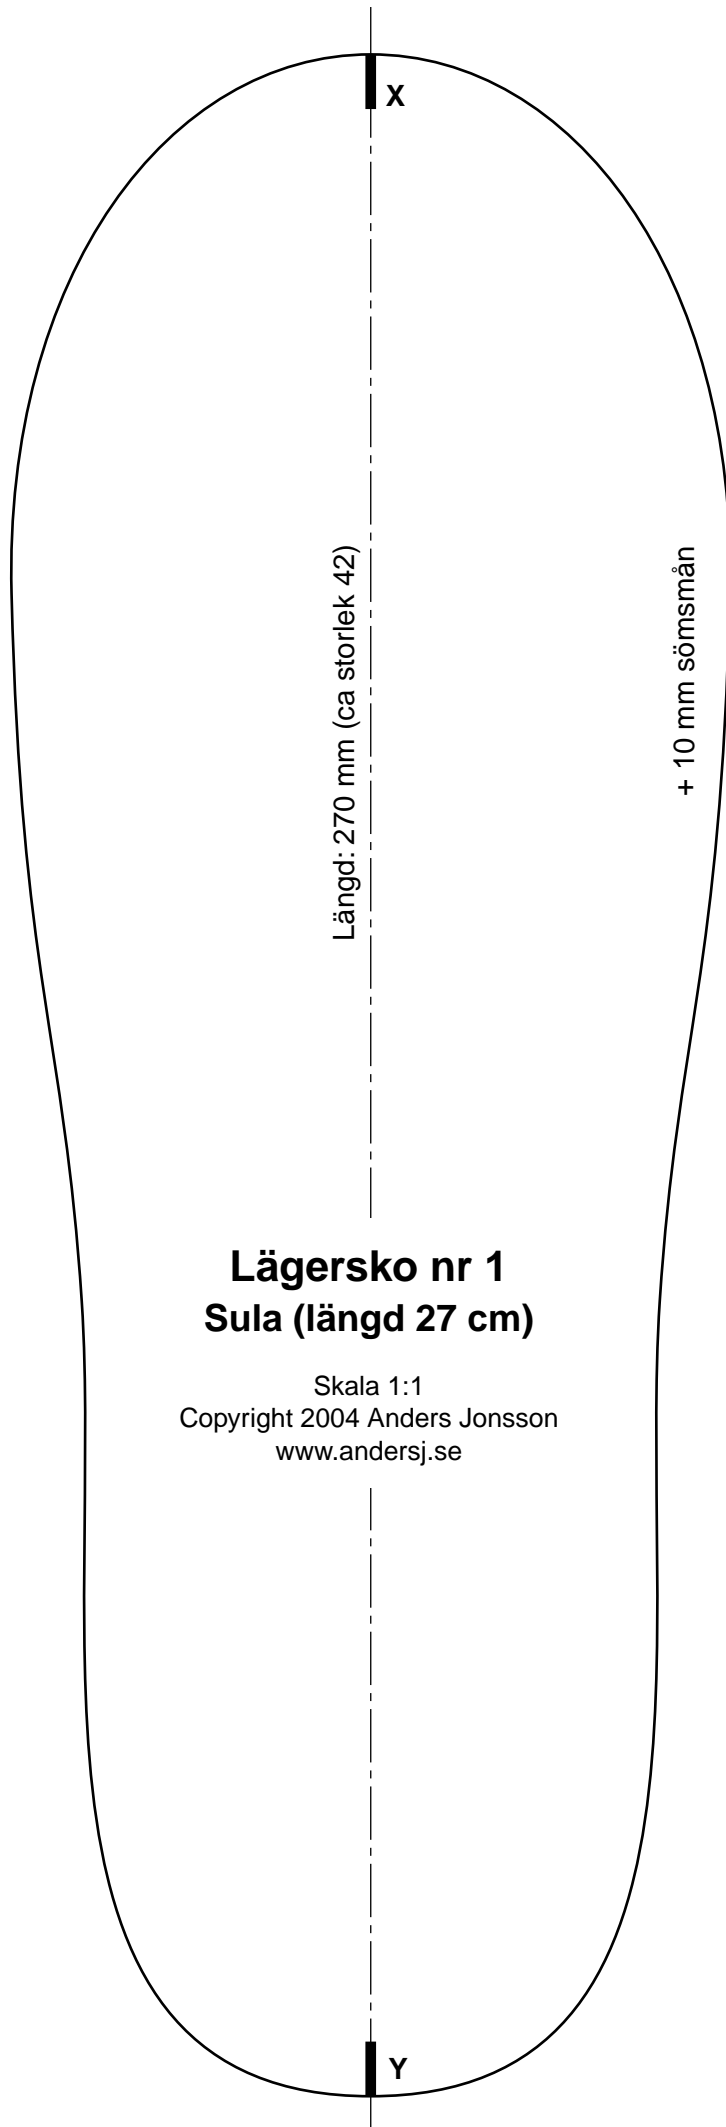 X
Längd: 270 mm (ca storlek 42)
+ 10 mm sömsmån
Lägersko nr 1
Sula (längd 27 cm)
Skala 1:1
Copyright 2004 Anders Jonsson
www.andersj.se
Y